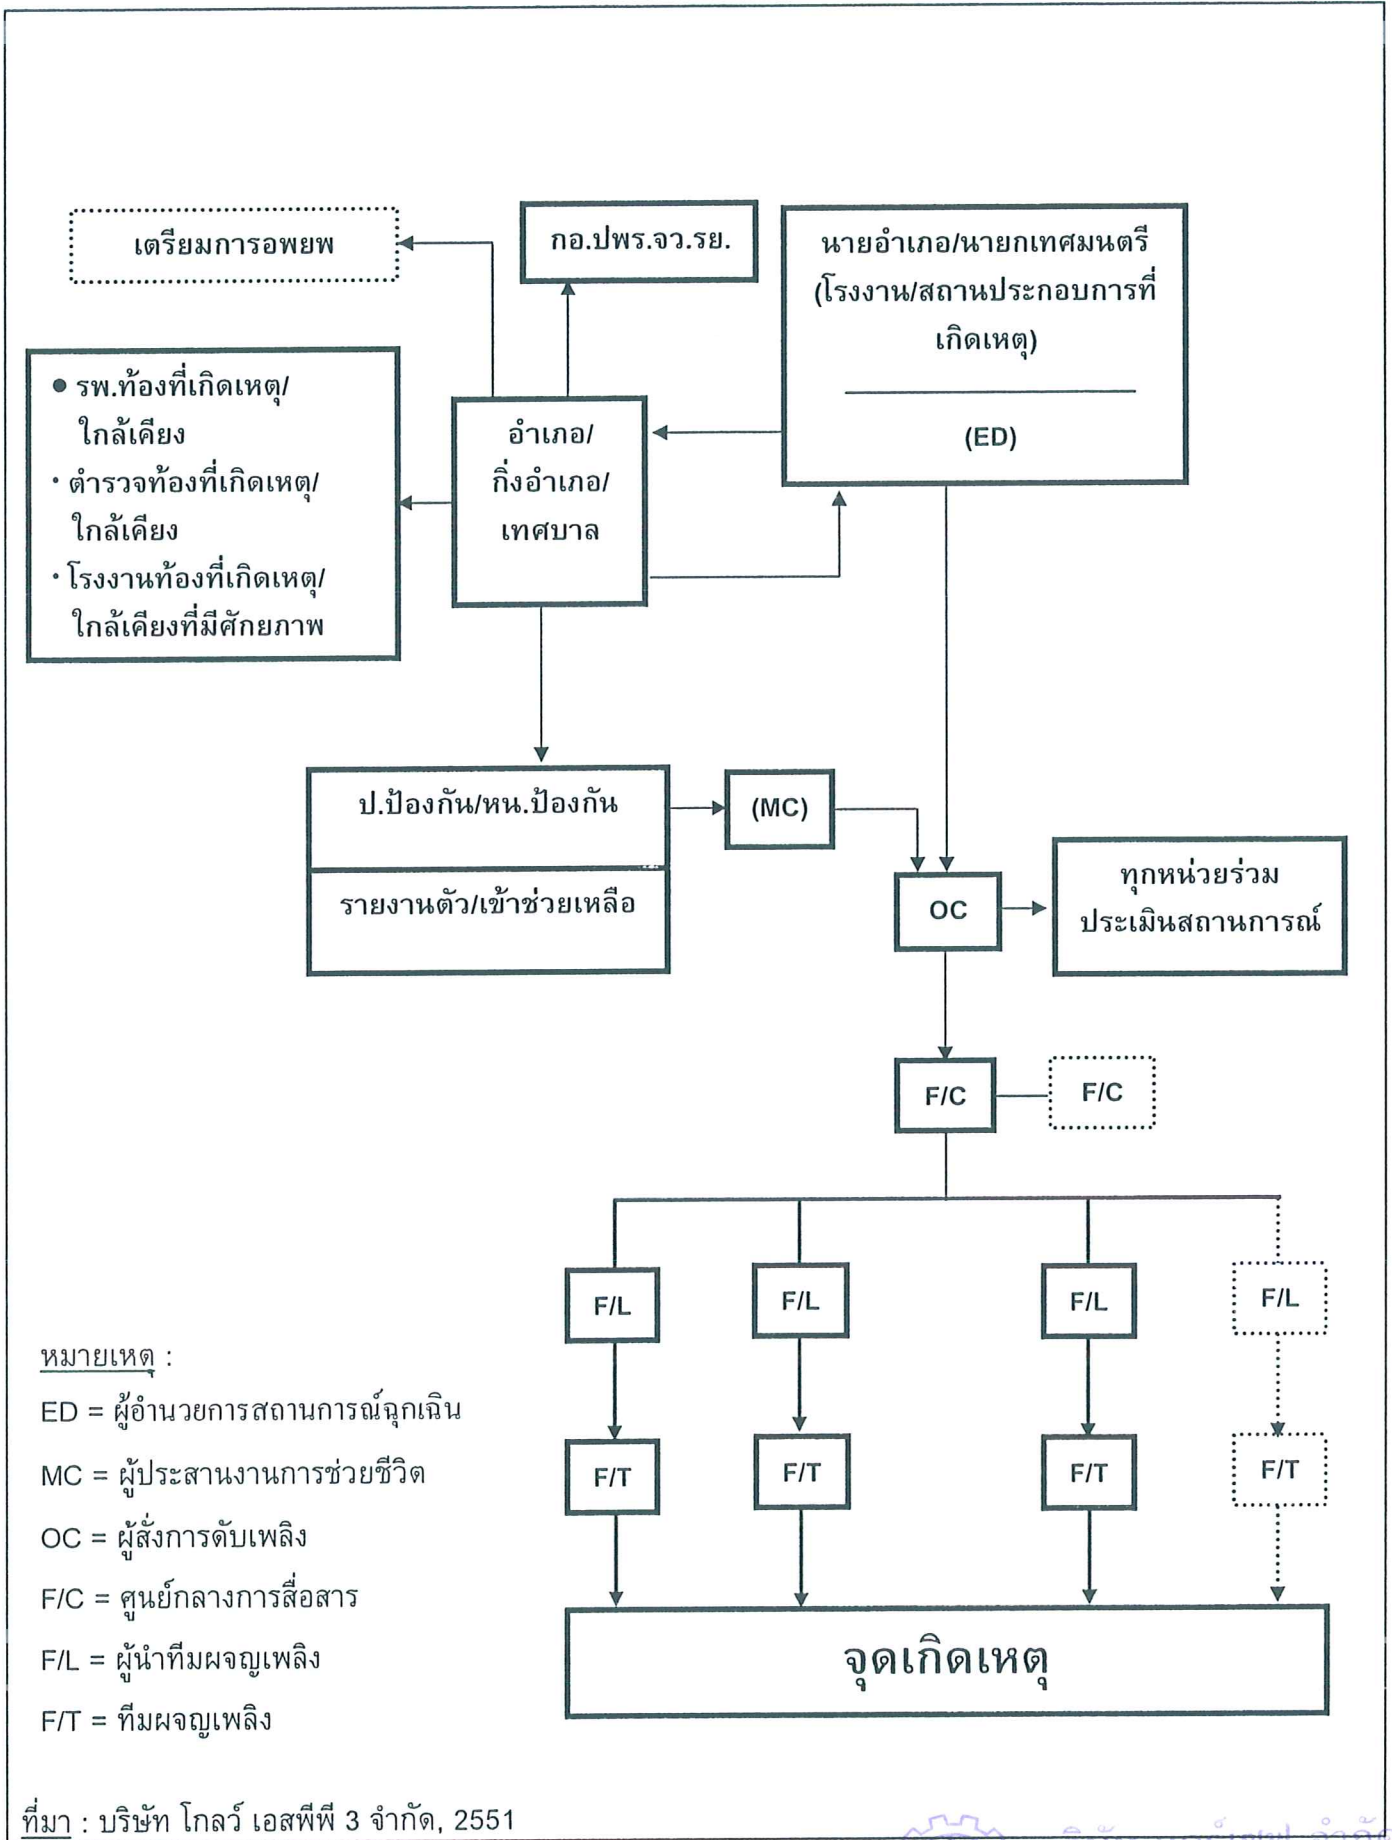 เตรียมการอพยพ
กอ.ปพร.จว.รย.
นายอำเภอ/นายกเทศมนตรี
(โรงงาน/สถานประกอบการที่
เกิดเหตุ)
(ED)
● รพ.ท้องที่เกิดเหตุ/
ใกล้เคียง
· ตำรวจท้องที่เกิดเหตุ/
ใกล้เคียง
· โรงงานท้องที่เกิดเหตุ/
ใกล้เคียงที่มีศักยภาพ
อำเภอ/
กิ่งอำเภอ/
เทศบาล
ป.ป้องกัน/หน.ป้องกัน
รายงานตัว/เข้าช่วยเหลือ
(MC)
OC
ทุกหน่วยร่วม
ประเมินสถานการณ์
F/C
F/C
F/L
F/L
F/L
F/L
F/T
F/T
F/T
F/T
จุดเกิดเหตุ
หมายเหตุ :
ED = ผู้อำนวยการสถานการณ์ฉุกเฉิน
MC = ผู้ประสานงานการช่วยชีวิต
OC = ผู้สั่งการดับเพลิง
F/C = ศูนย์กลางการสื่อสาร
F/L = ผู้นำทีมผจญเพลิง
F/T = ทีมผจญเพลิง
ที่มา : บริษัท โกลว์ เอสพีพี 3 จำกัด, 2551